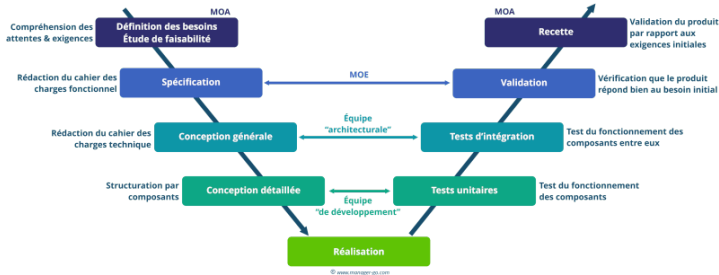 MOA
MOA
Compréhension des
attentes & exigences
Définition des besoins
Étude de faisabilité
Recette
Validation du produit
par rapport aux
exigences initiales
Rédaction du cahier des
charges fonctionnel
Spécification
MOE
Validation
Vérification que le produit
répond bien au besoin initial
Rédaction du cahier des
charges technique
Conception générale
Équipe
“architecturale”
Tests d’intégration
Test du fonctionnement des
composants entre eux
Structuration par
composants
Conception détaillée
Équipe
“de développement”
Tests unitaires
Test du fonctionnement
des composants
Réalisation
© www.manager-go.com